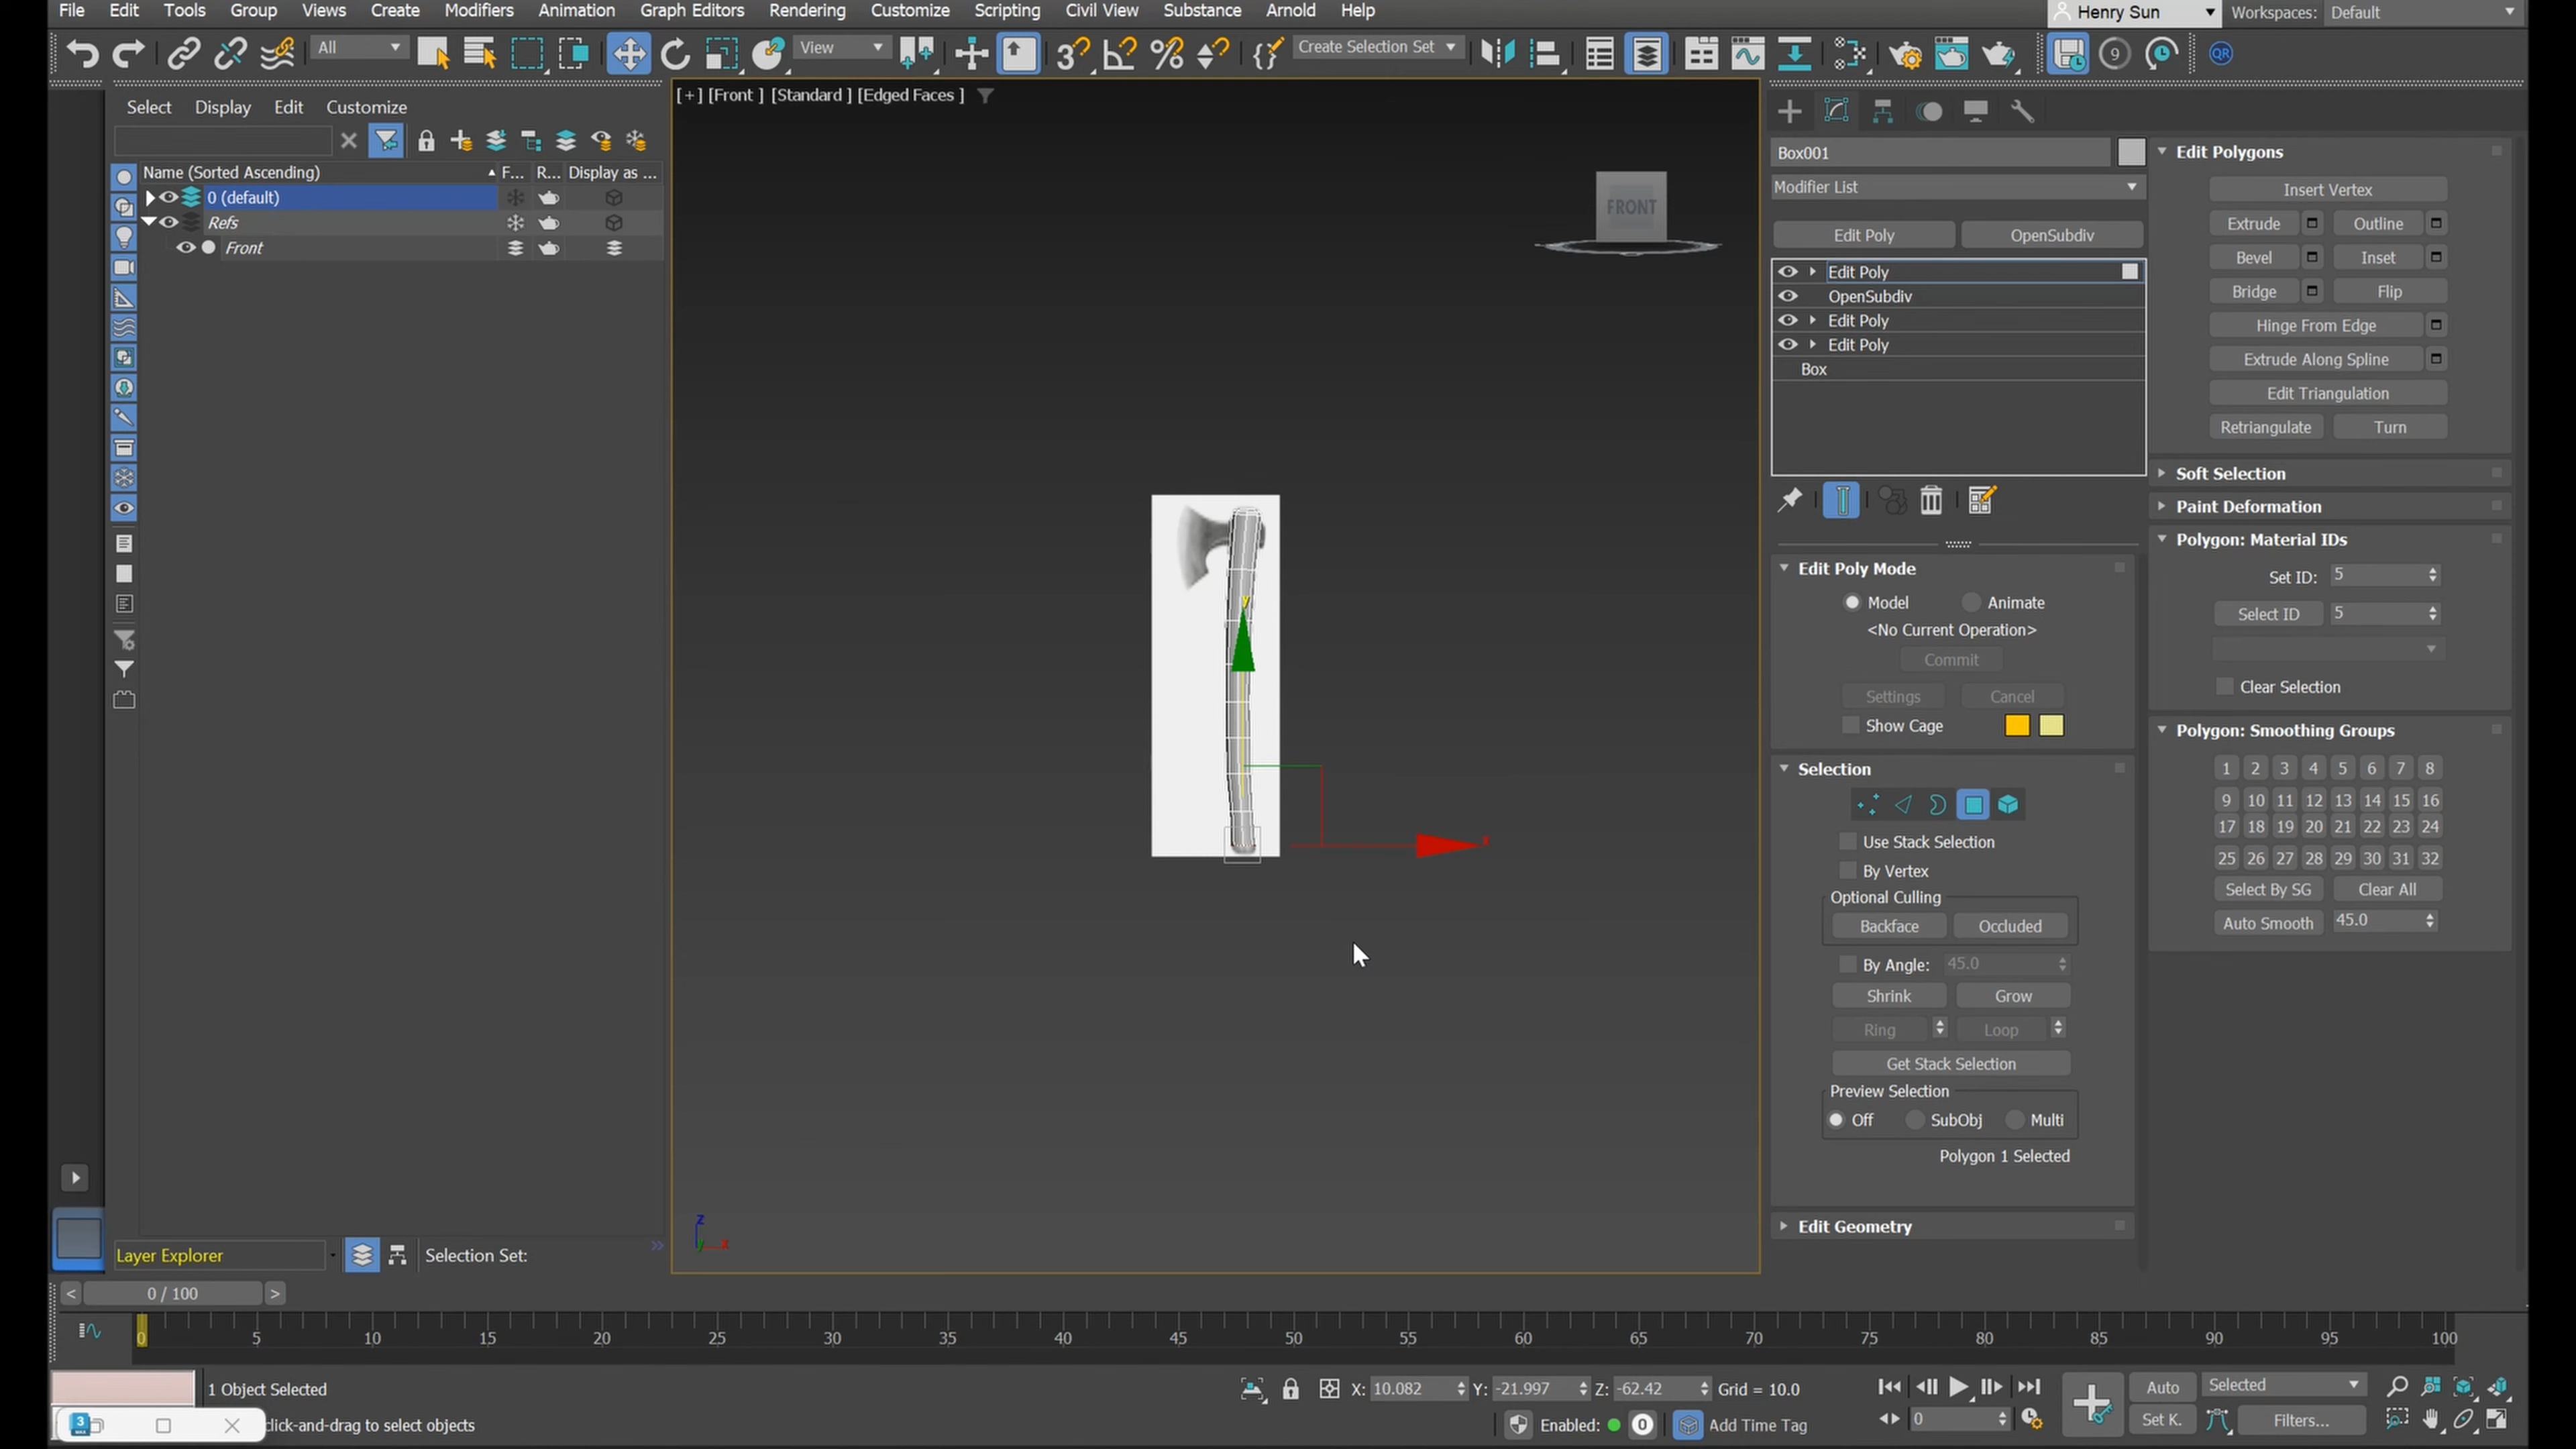 File Edit Tools Group Views Create Modifiers Animation Graph Editors Rendering Customize Scripting Civil View Substance Arnold Help
Henry Sun Workspaces: Default
All View Create Selection Set 9 QR
Select Display Edit Customize
[+] [Front ] [Standard ] [Edged Faces ]
Name (Sorted Ascending) F... R... Display as ...
0 (default)
Refs
Front
FRONT
y
x
z
y
x
Box001
Modifier List
Edit Poly OpenSubdiv
Edit Poly
OpenSubdiv
Edit Poly
Edit Poly
Box
Edit Poly Mode
Model Animate
<No Current Operation>
Commit
Settings Cancel
Show Cage
Selection
Use Stack Selection
By Vertex
Optional Culling
Backface Occluded
By Angle: 45.0
Shrink Grow
Ring Loop
Get Stack Selection
Preview Selection
Off SubObj Multi
Polygon 1 Selected
Edit Geometry
Edit Polygons
Insert Vertex
Extrude Outline
Bevel Inset
Bridge Flip
Hinge From Edge
Extrude Along Spline
Edit Triangulation
Retriangulate Turn
Soft Selection
Paint Deformation
Polygon: Material IDs
Set ID: 5
Select ID 5
Clear Selection
Polygon: Smoothing Groups
1 2 3 4 5 6 7 8
9 10 11 12 13 14 15 16
17 18 19 20 21 22 23 24
25 26 27 28 29 30 31 32
Select By SG Clear All
Auto Smooth 45.0
Layer Explorer Selection Set: »
< 0 / 100 >
0 5 10 15 20 25 30 35 40 45 50 55 60 65 70 75 80 85 90 95 100
1 Object Selected X: 10.082 Y: -21.997 Z: -62.42 Grid = 10.0 Auto Selected
click-and-drag to select objects Enabled: 0 Add Time Tag 0 Set K. Filters...